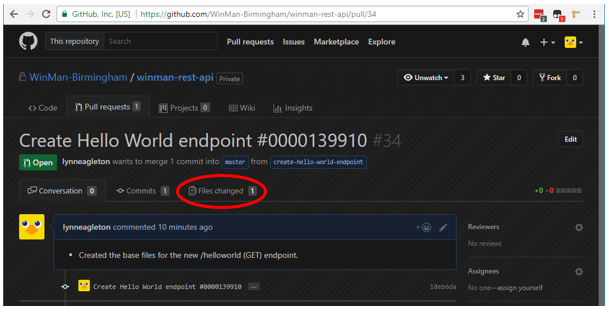 GitHub, Inc. [US] https://github.com/WinMan-Birmingham/winman-rest-api/pull/34
This repository Search Pull requests Issues Marketplace Explore
WinMan-Birmingham / winman-rest-api Private Unwatch 3 Star 0 Fork 0
Code Pull requests 1 Projects 0 Wiki Insights
Create Hello World endpoint #0000139910 #34 Edit
Open lynneagleton wants to merge 1 commit into master from create-hello-world-endpoint
Conversation 0 Commits 1 Files changed 1 +0 −0
lynneagleton commented 10 minutes ago
Reviewers
No reviews
• Created the base files for the new /helloworld (GET) endpoint.
Assignees
No one—assign yourself
Create Hello World endpoint #0000139910 ... 18eb6da